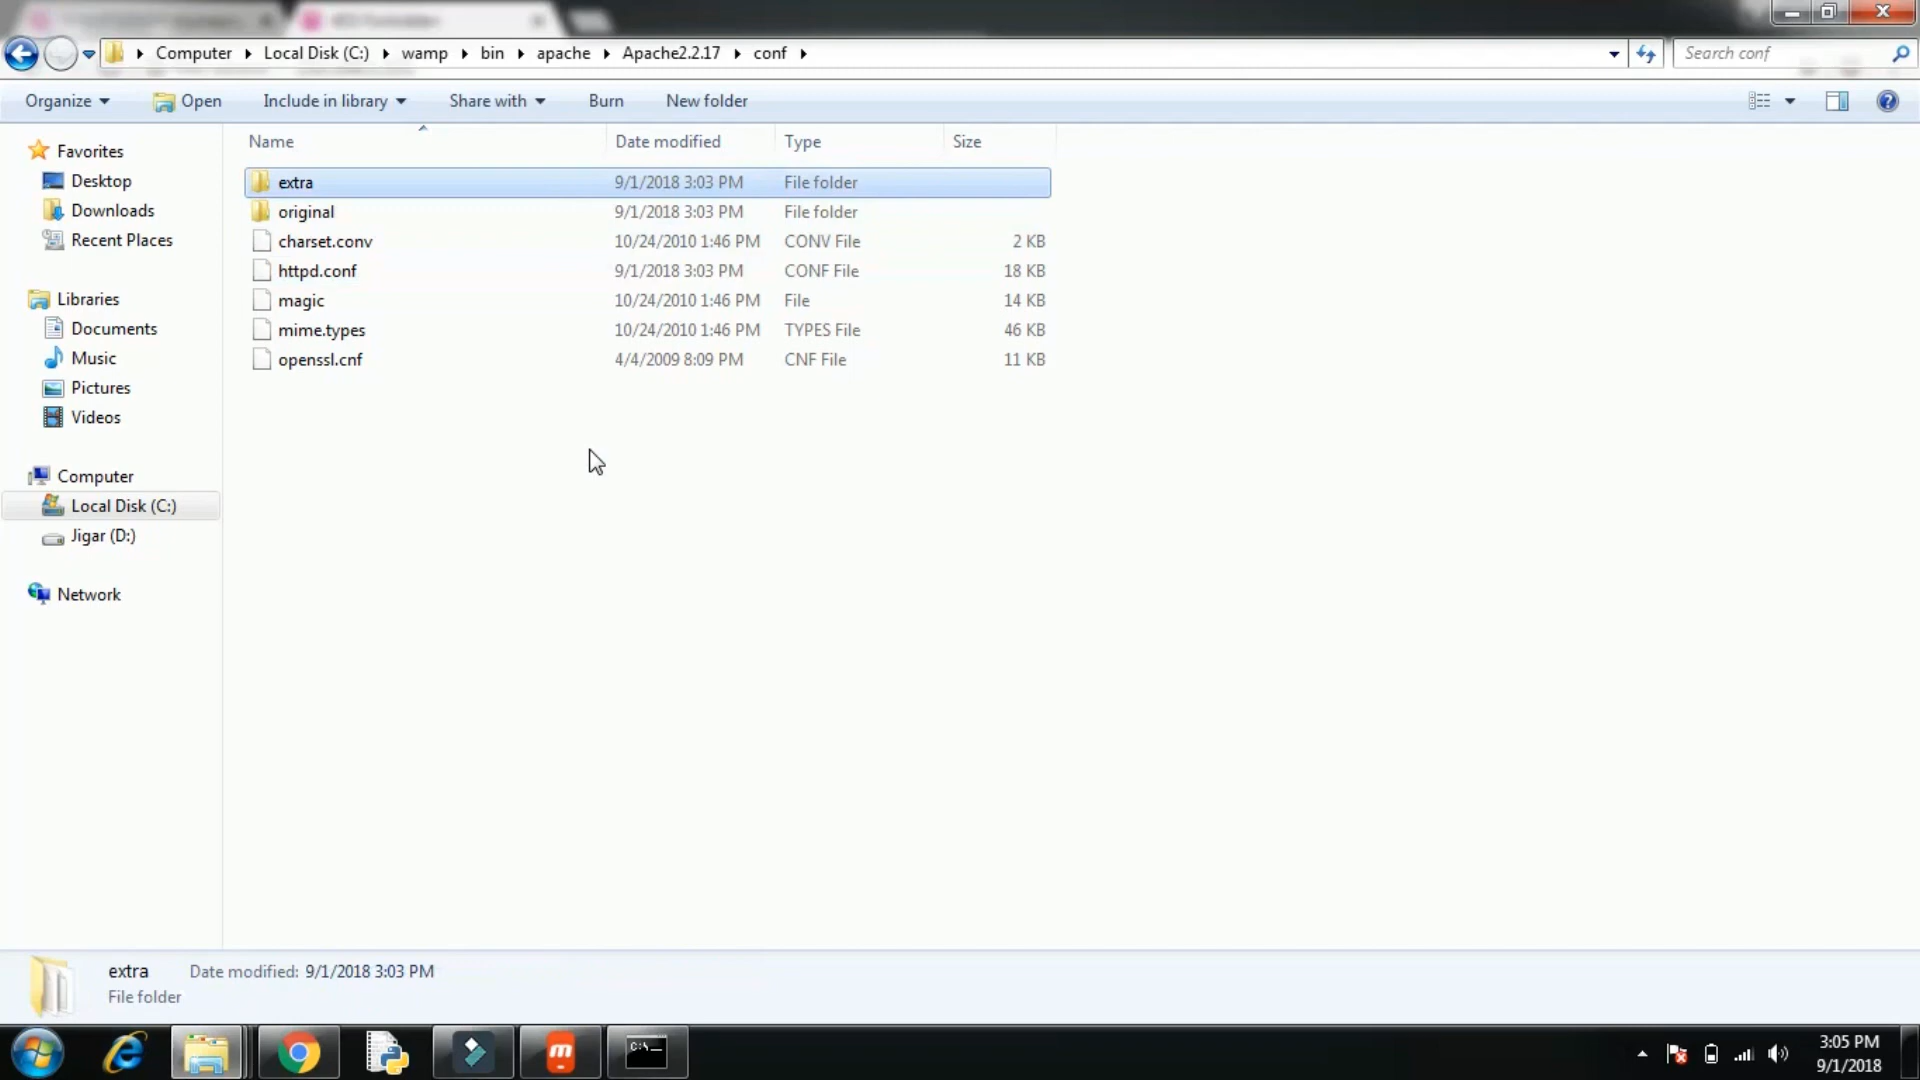 Computer Local Disk (C:) wamp bin apache Apache2.2.17 conf
Search conf
Organize Open Include in library Share with Burn New folder
Name Date modified Type Size
extra 9/1/2018 3:03 PM File folder
original 9/1/2018 3:03 PM File folder
charset.conv 10/24/2010 1:46 PM CONV File 2 KB
httpd.conf 9/1/2018 3:03 PM CONF File 18 KB
magic 10/24/2010 1:46 PM File 14 KB
mime.types 10/24/2010 1:46 PM TYPES File 46 KB
openssl.cnf 4/4/2009 8:09 PM CNF File 11 KB
Favorites
Desktop
Downloads
Recent Places
Libraries
Documents
Music
Pictures
Videos
Computer
Local Disk (C:)
Jigar (D:)
Network
extra Date modified: 9/1/2018 3:03 PM
File folder
3:05 PM
9/1/2018